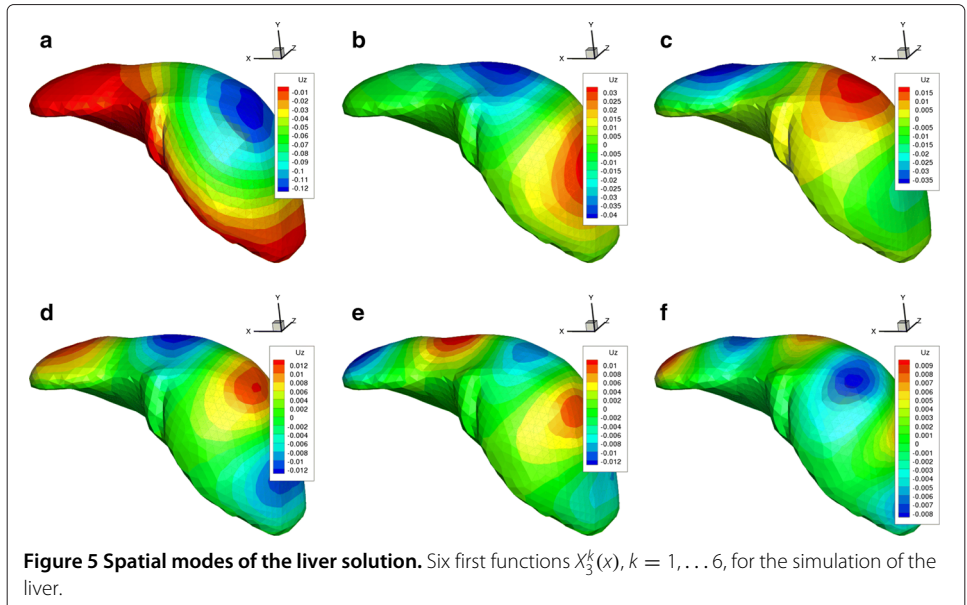 a
Y
X
Z
Uz
-0.01
-0.02
-0.03
-0.04
-0.05
-0.06
-0.07
-0.08
-0.09
-0.1
-0.11
-0.12
b
Y
X
Z
Uz
0.03
0.025
0.02
0.015
0.01
0.005
0
-0.005
-0.01
-0.015
-0.02
-0.025
-0.03
-0.035
-0.04
c
Y
X
Z
Uz
0.015
0.01
0.005
0
-0.005
-0.01
-0.015
-0.02
-0.025
-0.03
-0.035
d
Y
X
Z
Uz
0.012
0.01
0.008
0.006
0.004
0.002
0
-0.002
-0.004
-0.006
-0.008
-0.01
-0.012
e
Y
X
Z
Uz
0.01
0.008
0.006
0.004
0.002
0
-0.002
-0.004
-0.006
-0.008
-0.01
-0.012
f
Y
X
Z
Uz
0.009
0.008
0.007
0.006
0.005
0.004
0.003
0.002
0.001
0
-0.001
-0.002
-0.003
-0.004
-0.005
-0.006
-0.007
-0.008
Figure 5 Spatial modes of the liver solution. Six first functions X₃ᵏ(x), k = 1, . . . 6, for the simulation of the
liver.